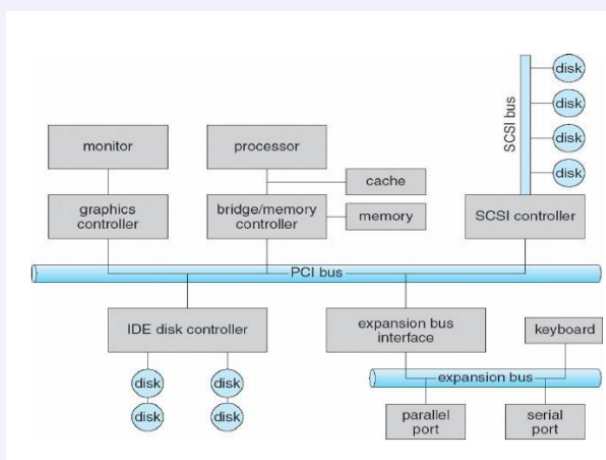 disk
disk
disk
disk
SCSI bus
monitor
processor
cache
graphics
controller
bridge/memory
controller
memory
SCSI controller
PCI bus
IDE disk controller
expansion bus
interface
keyboard
disk
disk
disk
disk
expansion bus
parallel
port
serial
port